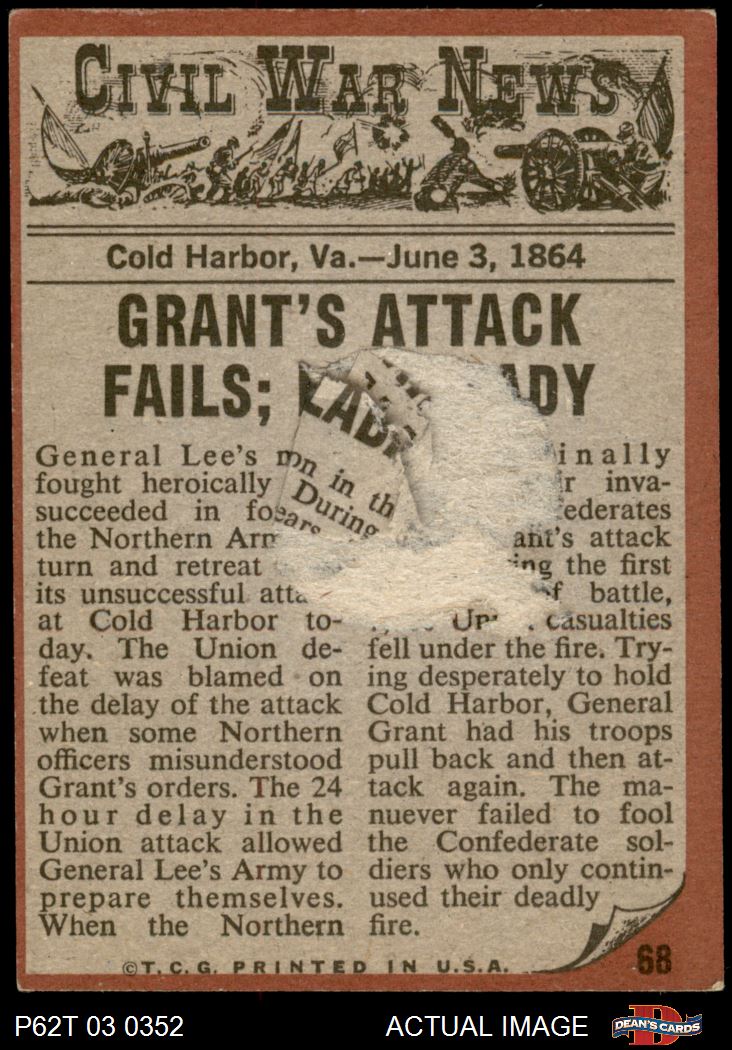 CIVIL WAR NEWS
Cold Harbor, Va.—June 3, 1864
GRANT'S ATTACK
FAILS;
General Lee's
fought heroically
succeeded in
the Northern
turn and retreat
its unsuccessful
at Cold Harbor to-
day. The Union de-
feat was blamed on
the delay of the attack
when some Northern
officers misunderstood
Grant's orders. The 24
hour delay in the
Union attack allowed
General Lee's Army to
prepare themselves.
When the Northern
on in th
During
inally
inva-
ederates
attack
the first
battle,
casualties
fell under the fire. Try-
ing desperately to hold
Cold Harbor, General
Grant had his troops
pull back and then at-
tack again. The ma-
nuever failed to fool
the Confederate sol-
diers who only contin-
used their deadly
fire.
©T.C.G. PRINTED IN U.S.A.
68
P62T 03 0352
ACTUAL IMAGE
D
DEAN'S CARDS